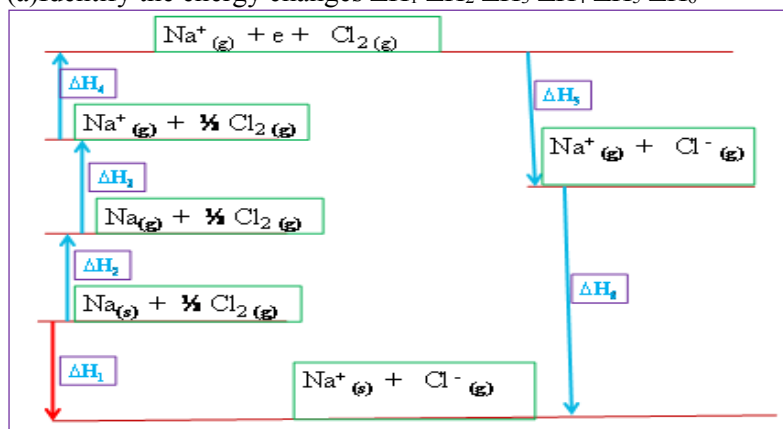 (a)Identify the energy changes ΔH₁ ΔH₂ ΔH₃ ΔH₄ ΔH₅ ΔH₆
Na⁺ (g) + e + Cl₂ (g)
ΔH₄
ΔH₅
Na⁺ (g) + ½ Cl₂ (g)
Na⁺ (g) + Cl⁻ (g)
ΔH₃
Na(g) + ½ Cl₂ (g)
ΔH₂
ΔH₆
Na(s) + ½ Cl₂ (g)
ΔH₁
Na⁺ (s) + Cl⁻ (g)